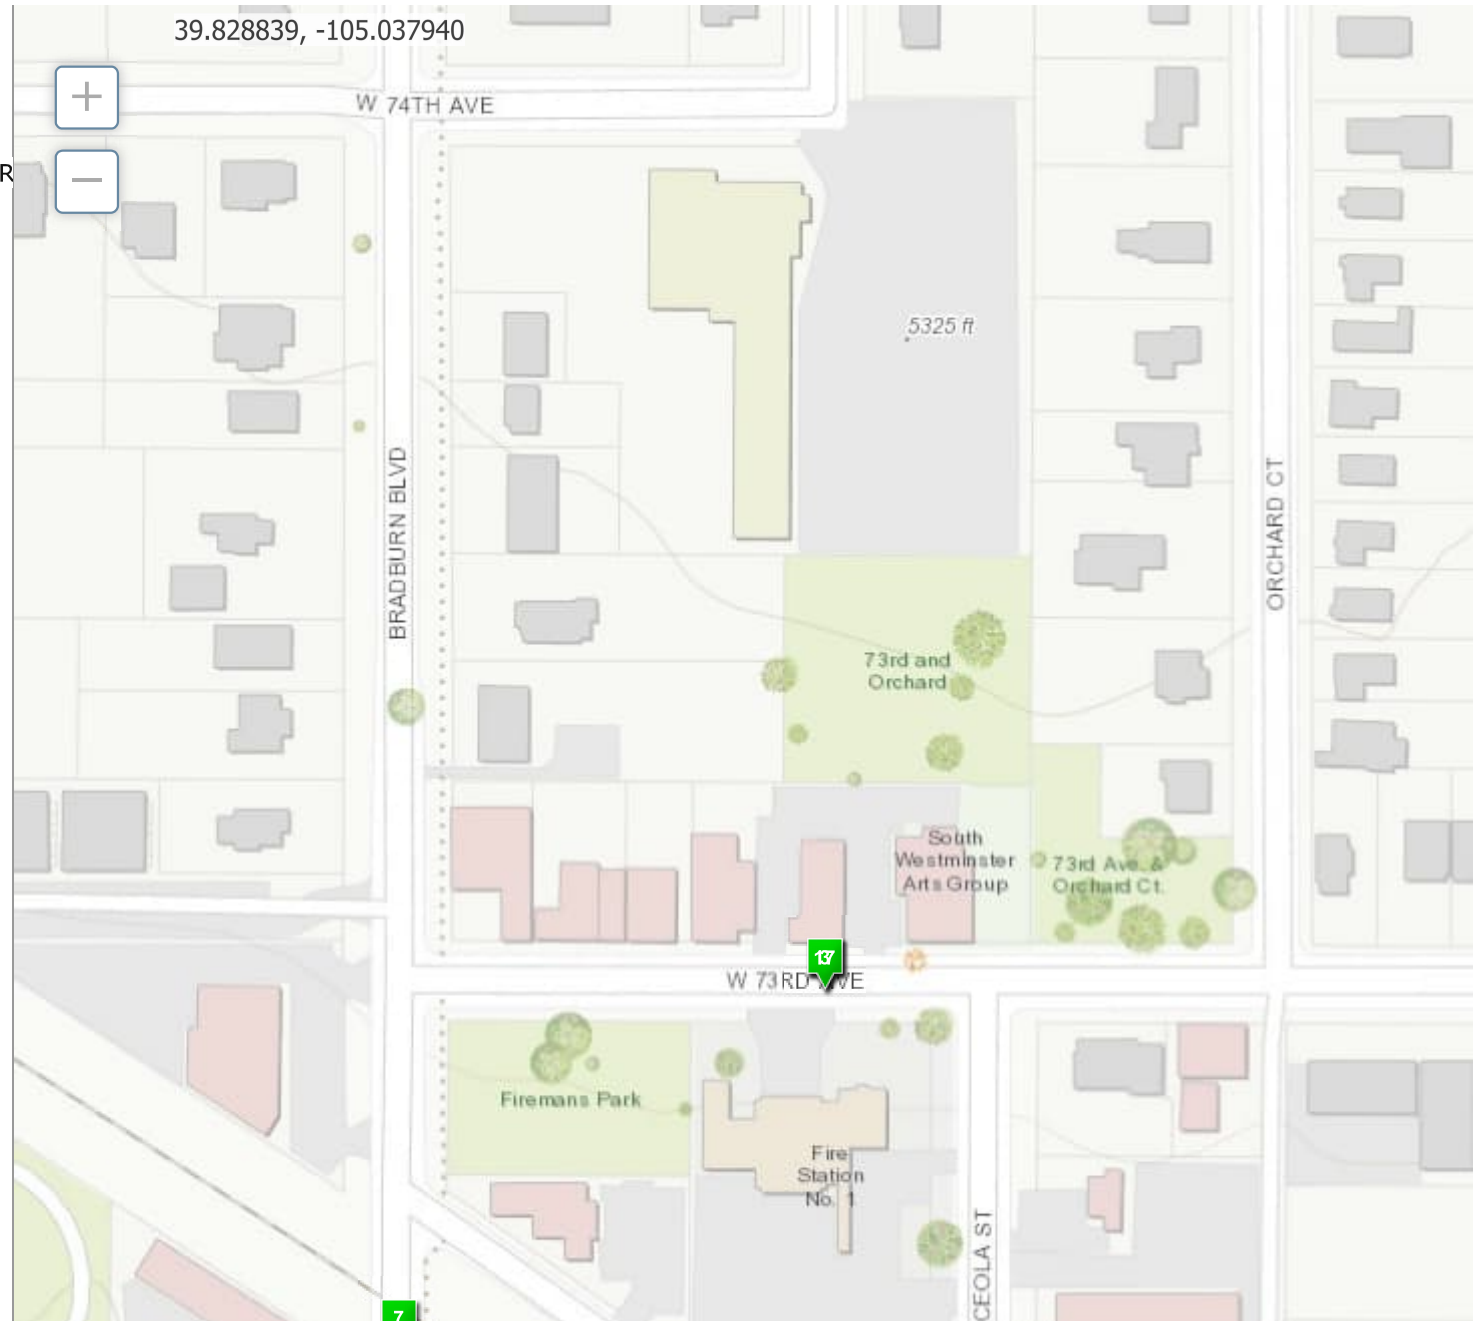 39.828839, -105.037940
W 74TH AVE
+
R
−
5325 ft
BRADBURN BLVD
ORCHARD CT
73rd and
Orchard
South
Westminster
Arts Group
73rd Ave. &
Orchard Ct.
137
W 73RD AVE
Firemans Park
Fire
Station
No. 1
CEOLA ST
7